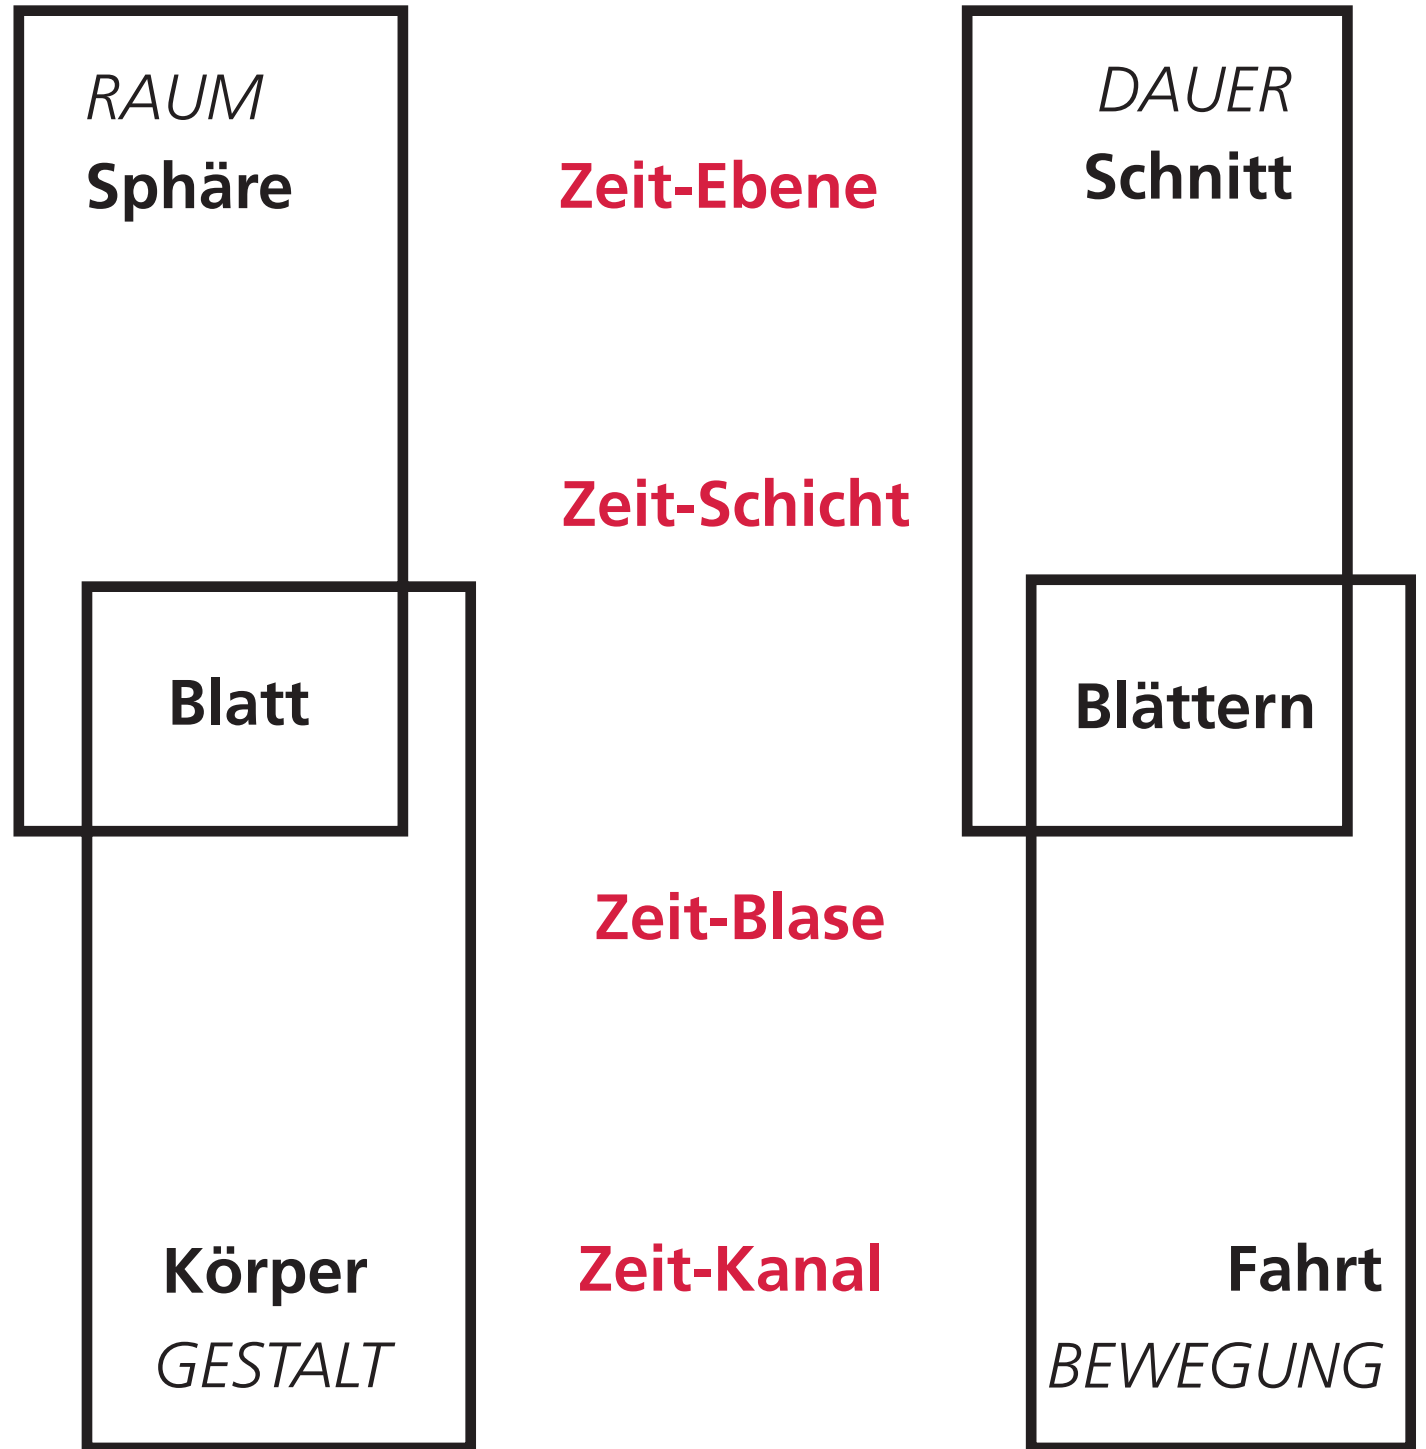 RAUM
Sphäre
Zeit-Ebene
DAUER
Schnitt
Zeit-Schicht
Blatt
Blättern
Zeit-Blase
Körper
GESTALT
Zeit-Kanal
Fahrt
BEWEGUNG